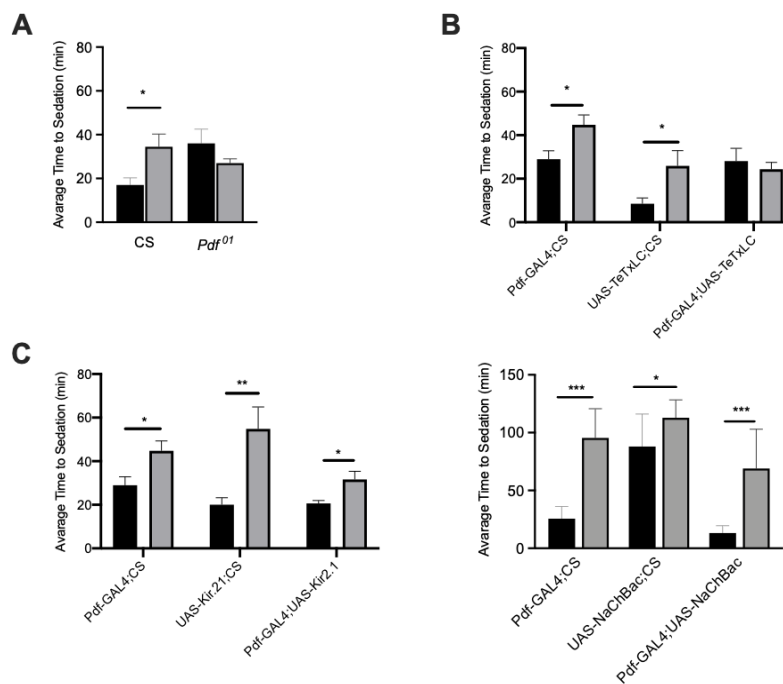 A
Avarage Time to Sedation (min)
80
60
40
20
0
*
CS
Pdf 01
B
Avarage Time to Sedation (min)
80
60
40
20
0
*
*
Pdf-GAL4;CS
UAS-TeTxLC;CS
Pdf-GAL4;UAS-TeTxLC
C
Avarage Time to Sedation (min)
80
60
40
20
0
*
**
*
Pdf-GAL4;CS
UAS-Kir.21;CS
Pdf-GAL4;UAS-Kir2.1
Avarage Time to Sedation (min)
150
100
50
0
***
*
***
Pdf-GAL4;CS
UAS-NaChBac;CS
Pdf-GAL4;UAS-NaChBac